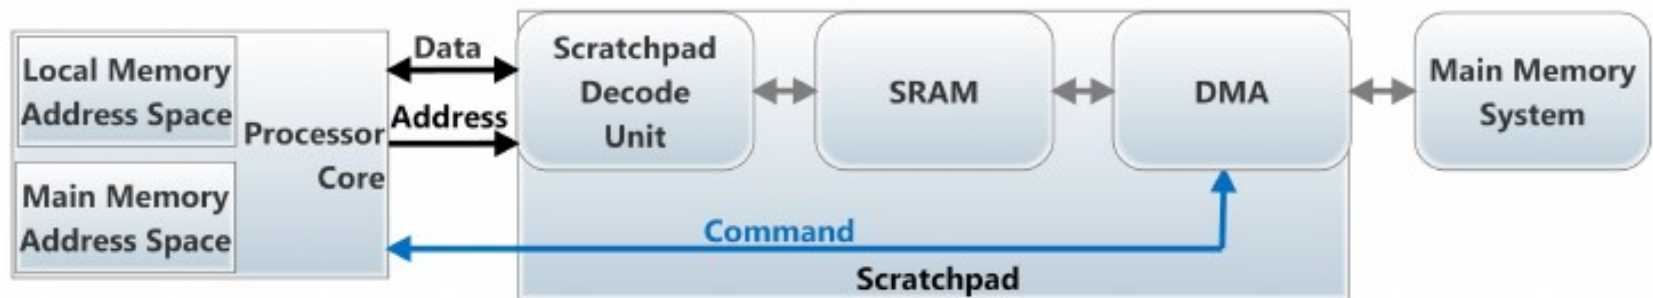 Local Memory
Address Space
Main Memory
Address Space
Processor
Core
Data
Address
Command
Scratchpad
Decode
Unit
SRAM
DMA
Scratchpad
Main Memory
System